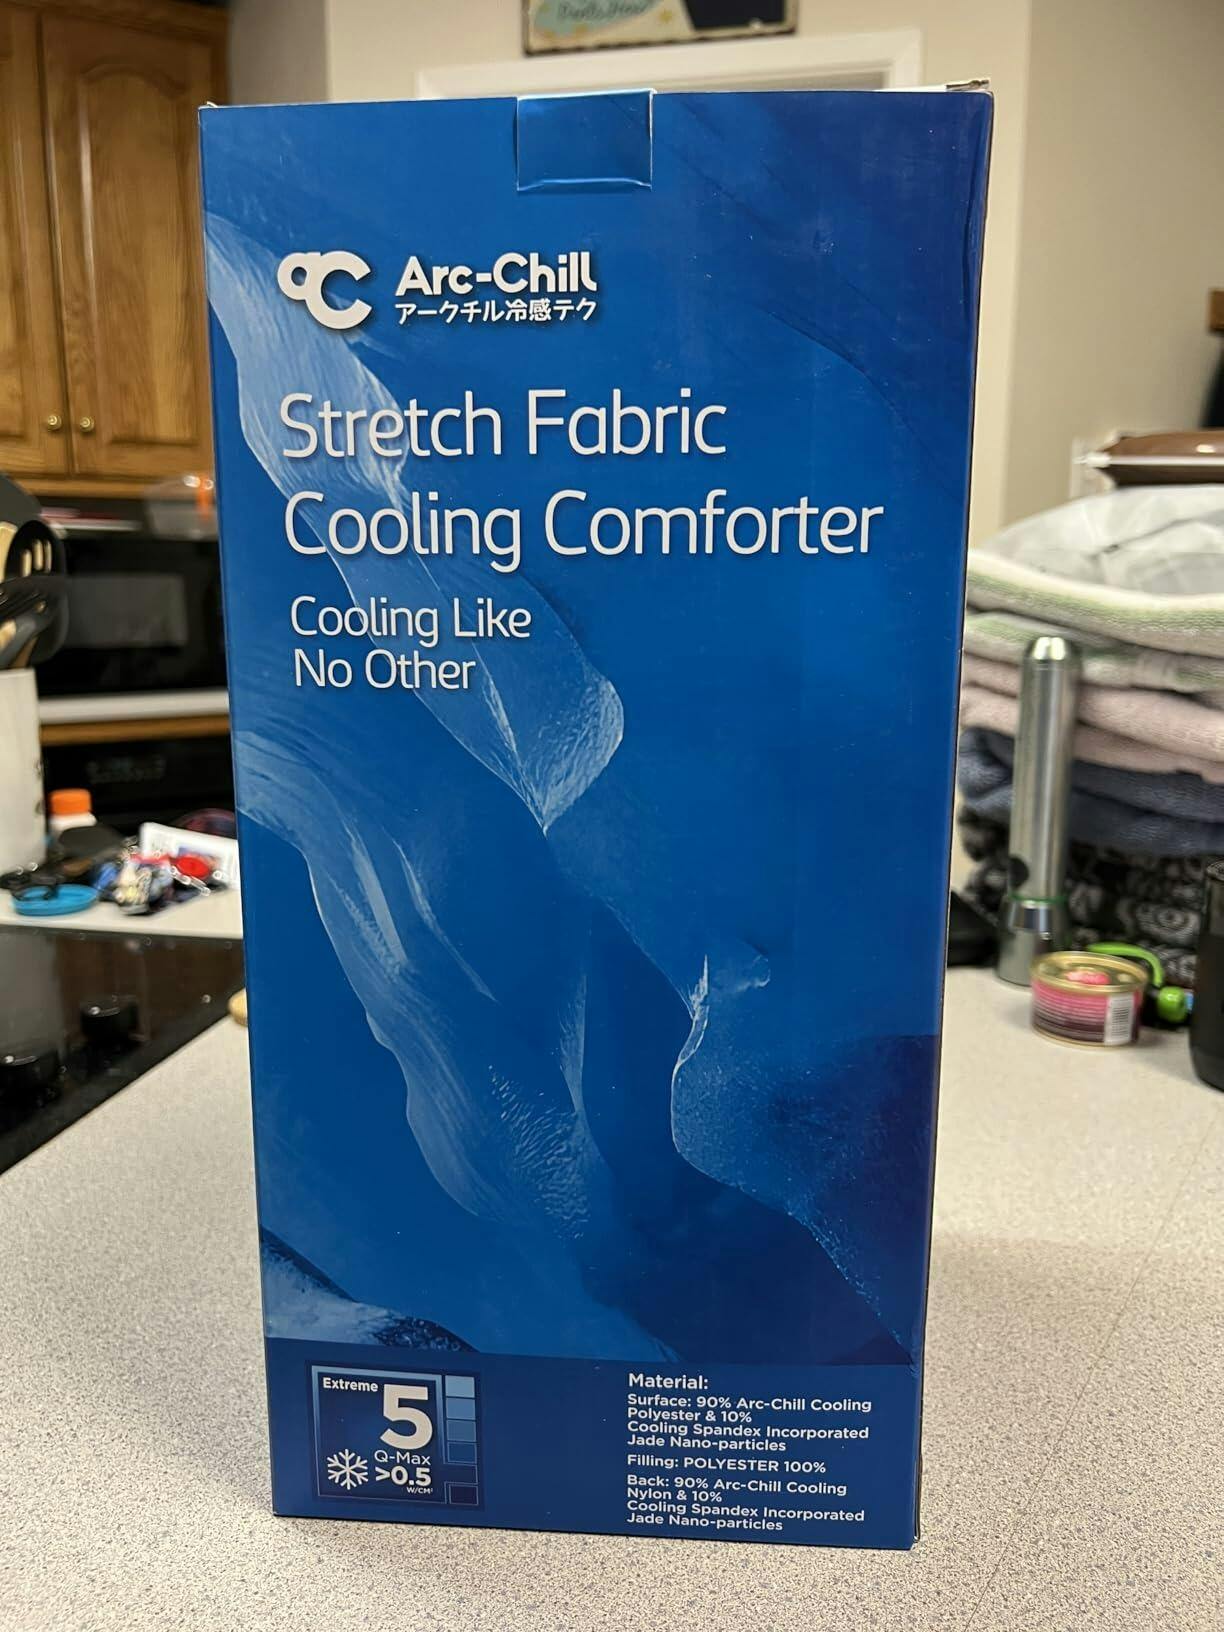 Arc-Chill
アークチル冷感テク
Stretch Fabric
Cooling Comforter
Cooling Like
No Other
Extreme
5
Q-Max
>0.5
W/CM²
Material:
Surface: 90% Arc-Chill Cooling
Polyester & 10%
Cooling Spandex Incorporated
Jade Nano-particles
Filling: POLYESTER 100%
Back: 90% Arc-Chill Cooling
Nylon & 10%
Cooling Spandex Incorporated
Jade Nano-particles